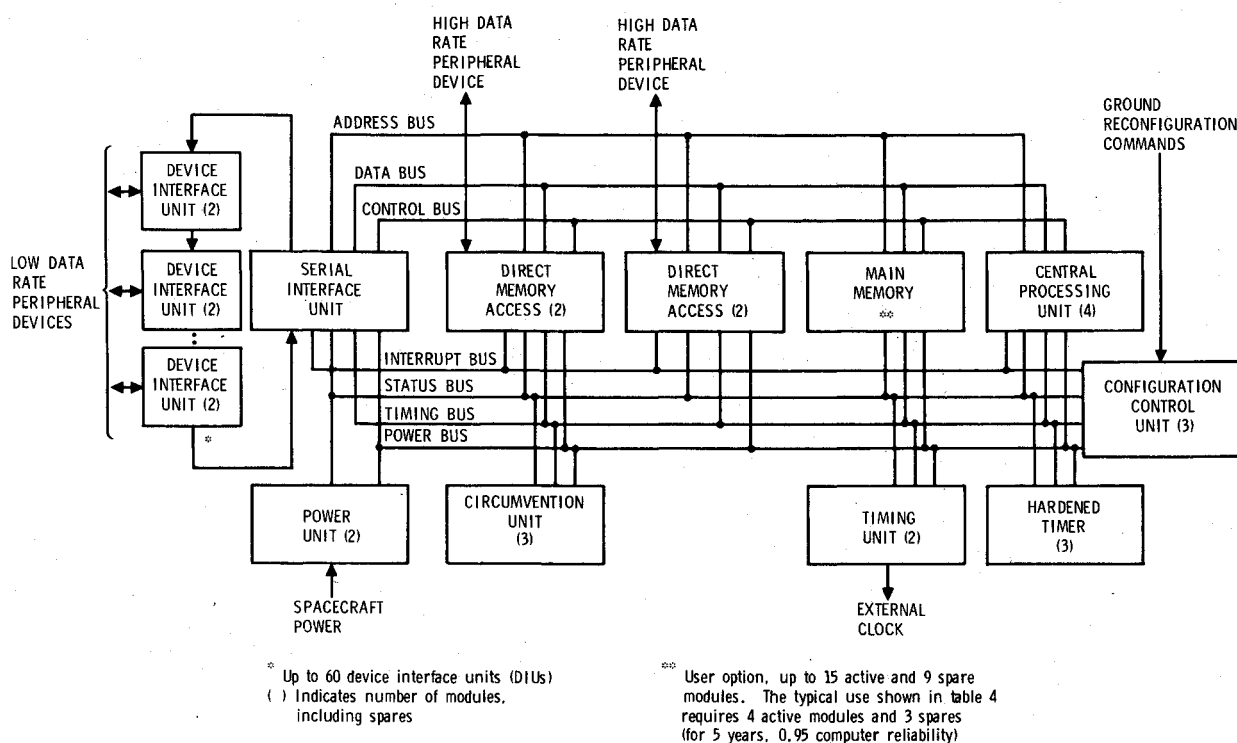 HIGH DATA
RATE
PERIPHERAL
DEVICE
HIGH DATA
RATE
PERIPHERAL
DEVICE
GROUND
RECONFIGURATION
COMMANDS
ADDRESS BUS
DATA BUS
CONTROL BUS
LOW DATA
RATE
PERIPHERAL
DEVICES
DEVICE
INTERFACE
UNIT (2)
DEVICE
INTERFACE
UNIT (2)
DEVICE
INTERFACE
UNIT (2)
*
SERIAL
INTERFACE
UNIT
DIRECT
MEMORY
ACCESS (2)
DIRECT
MEMORY
ACCESS (2)
MAIN
MEMORY
**
CENTRAL
PROCESSING
UNIT (4)
INTERRUPT BUS
STATUS BUS
TIMING BUS
POWER BUS
CONFIGURATION
CONTROL
UNIT (3)
POWER
UNIT (2)
CIRCUMVENTION
UNIT
(3)
TIMING
UNIT (2)
HARDENED
TIMER
(3)
SPACECRAFT
POWER
EXTERNAL
CLOCK
* Up to 60 device interface units (DIUs)
( ) Indicates number of modules,
including spares
** User option, up to 15 active and 9 spare
modules. The typical use shown in table 4
requires 4 active modules and 3 spares
(for 5 years, 0.95 computer reliability)